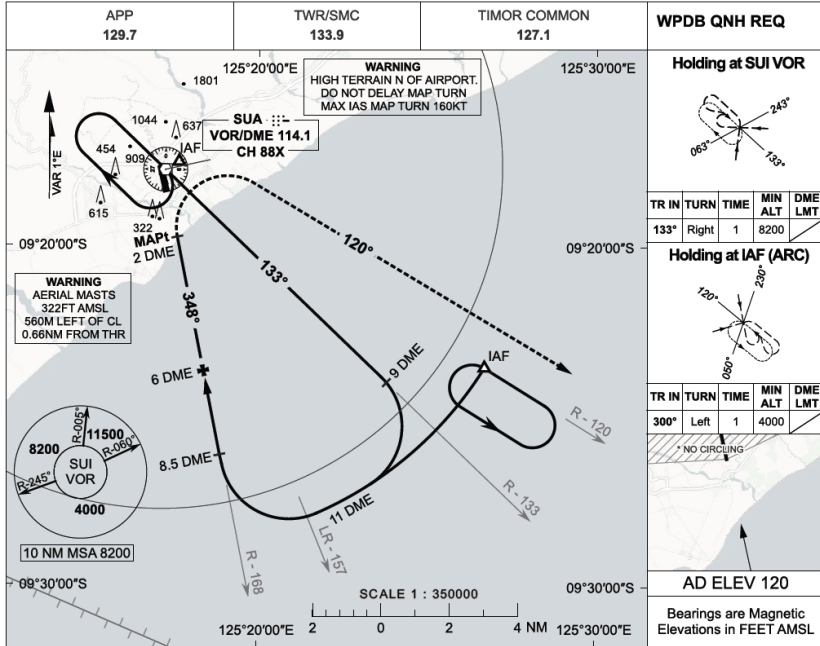 APP
129.7
TWR/SMC
133.9
TIMOR COMMON
127.1
WPDB QNH REQ
125°20'00"E
125°30'00"E
WARNING
HIGH TERRAIN N OF AIRPORT.
DO NOT DELAY MAP TURN
MAX IAS MAP TURN 160KT
1801
1044
637
454
909
615
322
SUA
VOR/DME 114.1
CH 88X
IAF
VAR 1°E
MAPt
2 DME
09°20'00"S
09°20'00"S
120°
133°
348°
WARNING
AERIAL MASTS
322FT AMSL
560M LEFT OF CL
0.66NM FROM THR
6 DME
9 DME
IAF
R - 120
8.5 DME
11 DME
R - 133
LR - 157
R - 168
8200
R-005°
11500
R-060°
SUI
VOR
R-245°
4000
10 NM MSA 8200
09°30'00"S
09°30'00"S
SCALE 1 : 350000
2 0 2 4 NM
125°20'00"E
125°30'00"E
Holding at SUI VOR
243°
063°
133°
TR IN TURN TIME MIN ALT DME LMT
133° Right 1 8200
Holding at IAF (ARC)
230°
120°
050°
TR IN TURN TIME MIN ALT DME LMT
300° Left 1 4000
* NO CIRCLING
AD ELEV 120
Bearings are Magnetic
Elevations in FEET AMSL